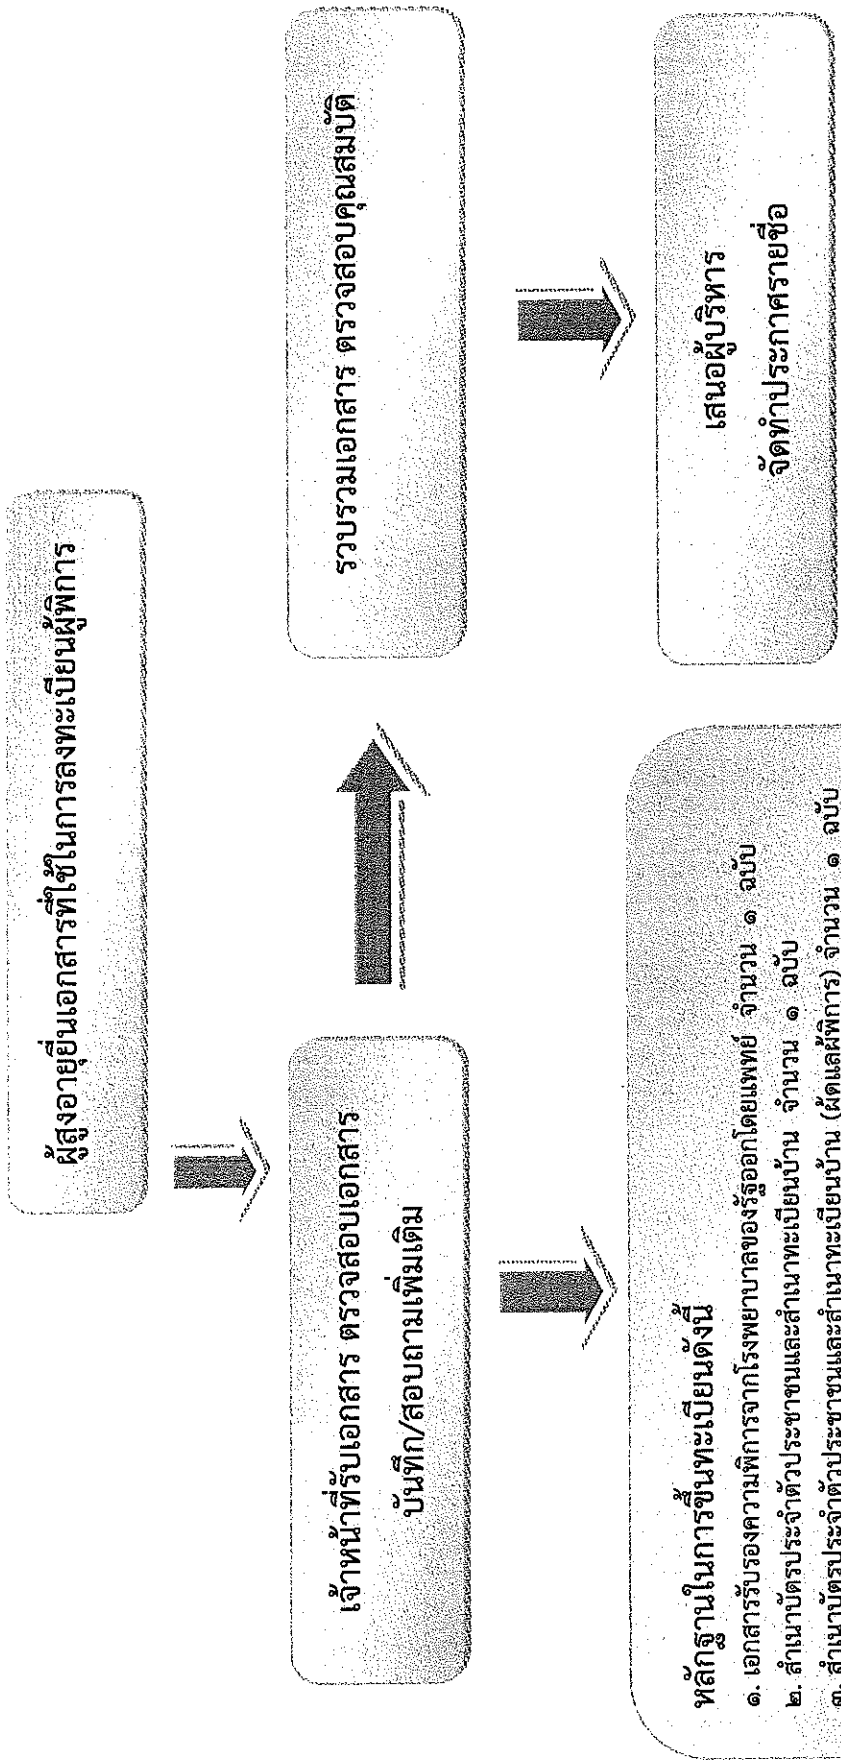 ผู้สูงอายุยื่นเอกสารที่ใช้ในการลงทะเบียนผู้พิการ
เจ้าหน้าที่รับเอกสาร ตรวจสอบเอกสาร
บันทึก/สอบถามเพิ่มเติม
รวบรวมเอกสาร ตรวจสอบคุณสมบัติ
เสนอผู้บริหาร
จัดทำประกาศรายชื่อ
หลักฐานในการขึ้นทะเบียนดังนี้
๑. เอกสารรับรองความพิการจากโรงพยาบาลของรัฐออกโดยแพทย์ จำนวน ๑ ฉบับ
๒. สำเนาบัตรประจำตัวประชาชนและสำเนาทะเบียนบ้าน จำนวน ๑ ฉบับ
๓. สำเนาบัตรประจำตัวประชาชนและสำเนาทะเบียนบ้าน (ผู้ดูแลผู้พิการ) จำนวน ๑ ฉบับ